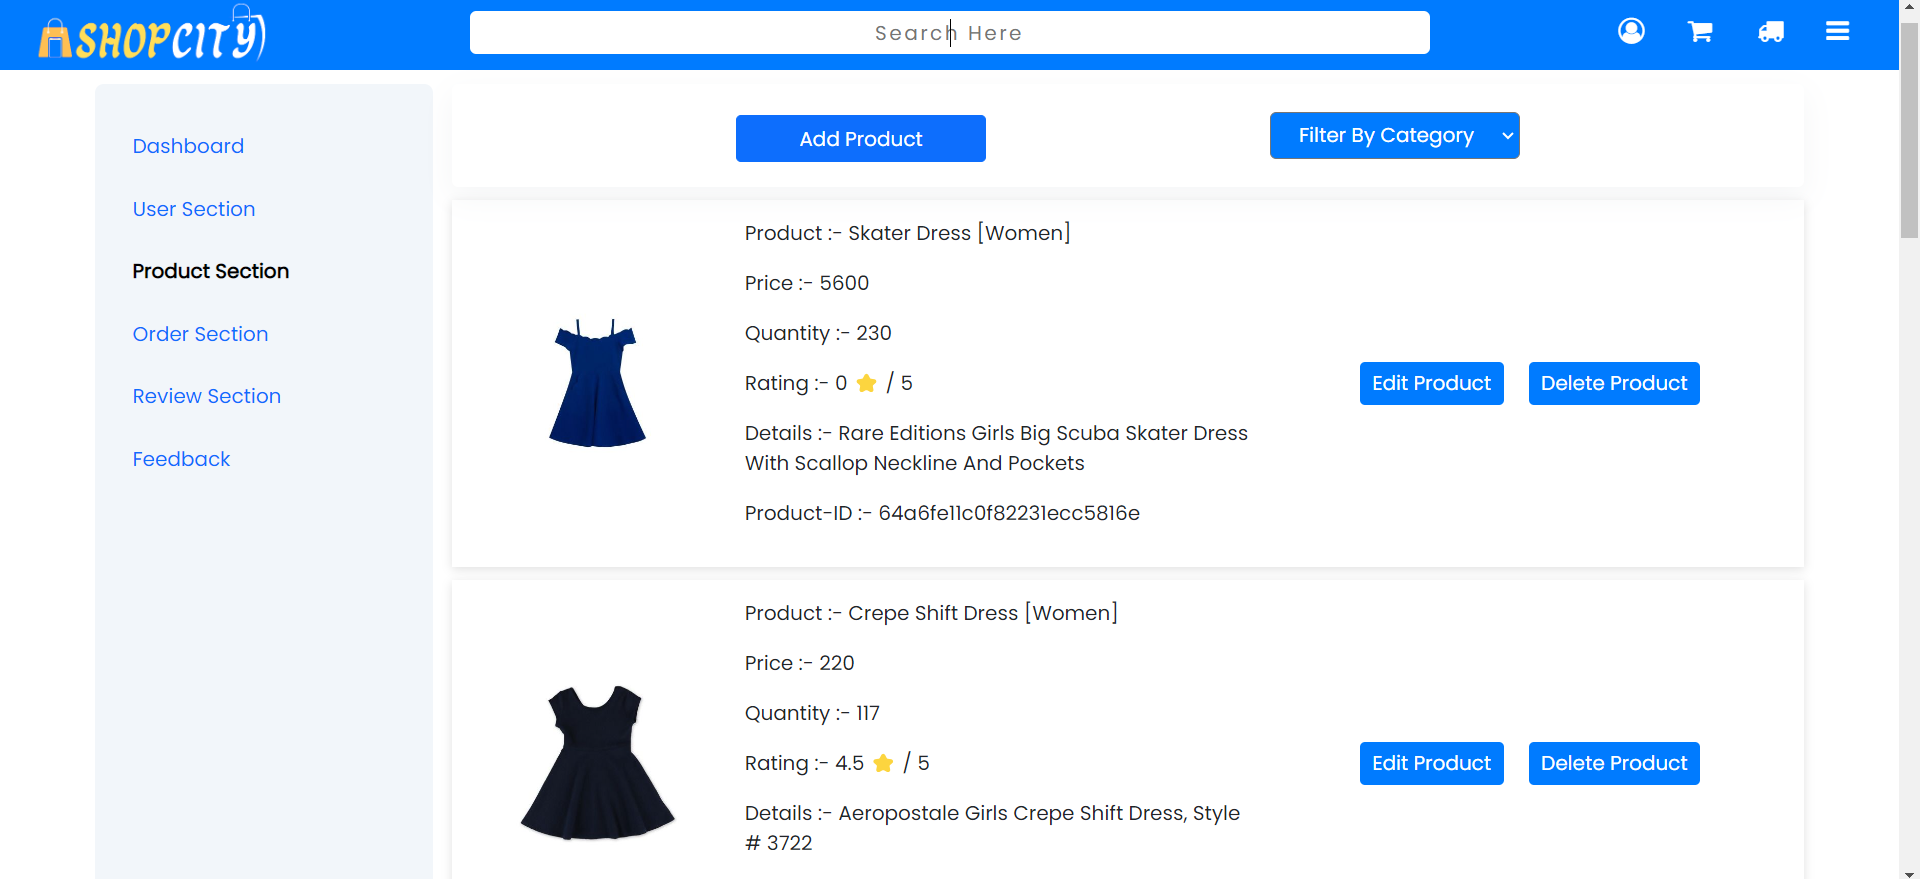 SHOPCITY
Search Here
Dashboard
User Section
Product Section
Order Section
Review Section
Feedback
Add Product
Filter By Category
Product :- Skater Dress [Women]
Price :- 5600
Quantity :- 230
Rating :- 0 ⭐ / 5
Details :- Rare Editions Girls Big Scuba Skater Dress
With Scallop Neckline And Pockets
Product-ID :- 64a6fe11c0f82231ecc5816e
Edit Product
Delete Product
Product :- Crepe Shift Dress [Women]
Price :- 220
Quantity :- 117
Rating :- 4.5 ⭐ / 5
Details :- Aeropostale Girls Crepe Shift Dress, Style
# 3722
Edit Product
Delete Product